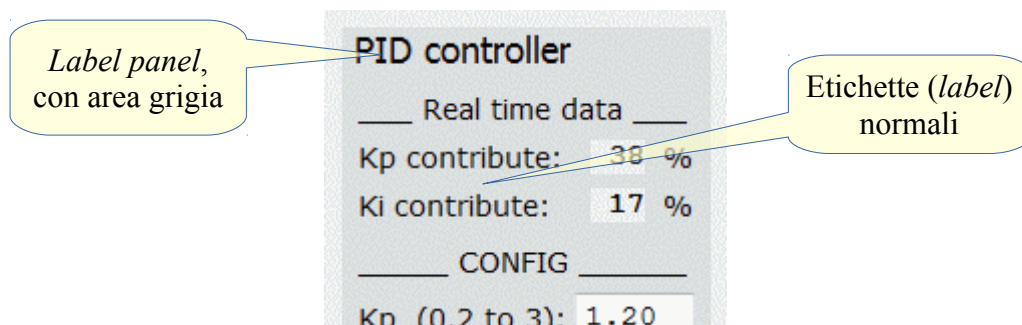 Label panel,
con area grigia
PID controller
___ Real time data ___
Kp contribute: 38 %
Ki contribute: 17 %
_____ CONFIG ______
Kp (0.2 to 3): 1.20
Etichette (label)
normali